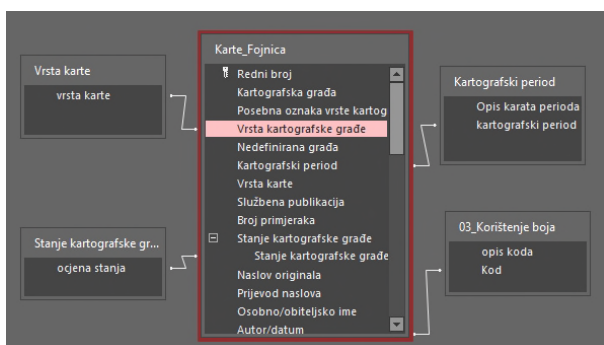 Vrsta karte
vrsta karte
Stanje kartografske gr...
ocjena stanja
Karte_Fojnica
Redni broj
Kartografska građa
Posebna oznaka vrste kartog
Vrsta kartografske građe
Nedefinirana građa
Kartografski period
Vrsta karte
Službena publikacija
Broj primjeraka
Stanje kartografske građe
Stanje kartografske građe
Naslov originala
Prijevod naslova
Osobno/obiteljsko ime
Autor/datum
Kartografski period
Opis karata perioda
kartografski period
03_Korištenje boja
opis koda
Kod